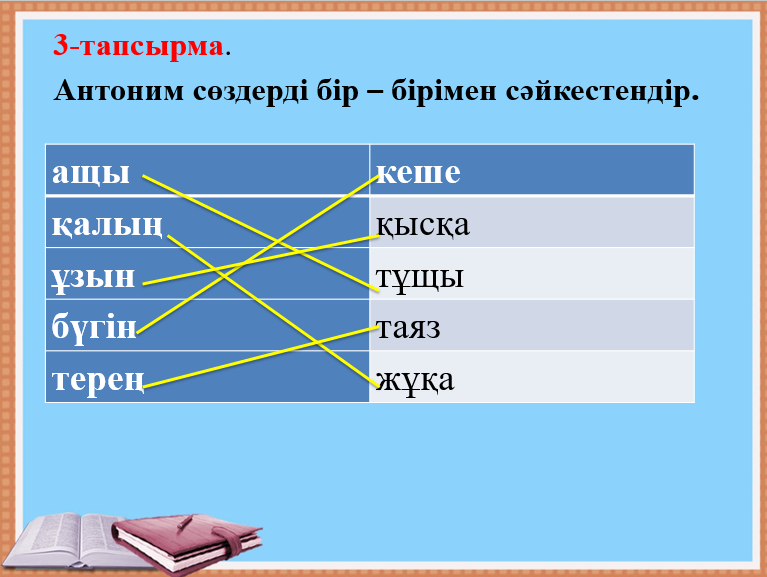 3-тапсырма.
Антоним сөздерді бір – бірімен сәйкестендір.
ащы кеше
қалың қысқа
ұзын тұщы
бүгін таяз
терең жұқа